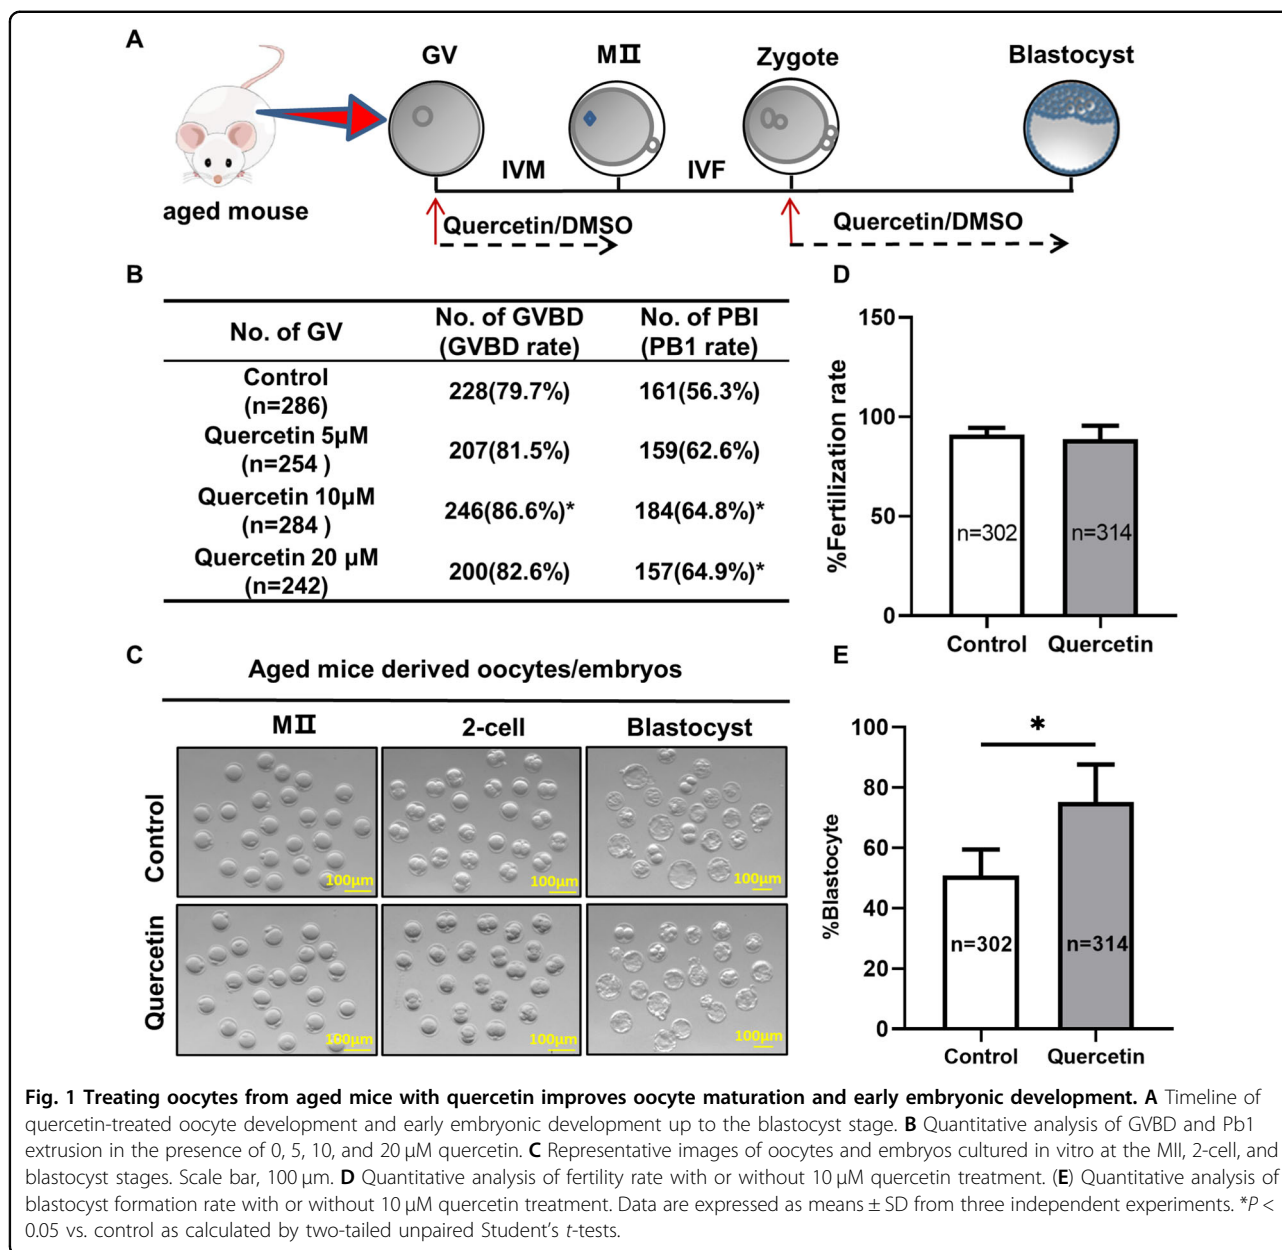 A
GV
MⅡ
Zygote
Blastocyst
IVM
IVF
aged mouse
Quercetin/DMSO
Quercetin/DMSO
B
No. of GV
No. of GVBD
(GVBD rate)
No. of PBI
(PB1 rate)
Control
(n=286)
228(79.7%)
161(56.3%)
Quercetin 5µM
(n=254 )
207(81.5%)
159(62.6%)
Quercetin 10µM
(n=284 )
246(86.6%)*
184(64.8%)*
Quercetin 20 µM
(n=242)
200(82.6%)
157(64.9%)*
D
%Fertilization rate
150
100
50
0
n=302
n=314
Control
Quercetin
C
Aged mice derived oocytes/embryos
MⅡ
2-cell
Blastocyst
Control
100µm
100µm
100µm
Quercetin
100µm
100µm
100µm
E
%Blastocyte
100
80
60
40
20
0
*
n=302
n=314
Control
Quercetin
Fig. 1 Treating oocytes from aged mice with quercetin improves oocyte maturation and early embryonic development. A Timeline of
quercetin-treated oocyte development and early embryonic development up to the blastocyst stage. B Quantitative analysis of GVBD and Pb1
extrusion in the presence of 0, 5, 10, and 20 µM quercetin. C Representative images of oocytes and embryos cultured in vitro at the MII, 2-cell, and
blastocyst stages. Scale bar, 100 µm. D Quantitative analysis of fertility rate with or without 10 µM quercetin treatment. (E) Quantitative analysis of
blastocyst formation rate with or without 10 µM quercetin treatment. Data are expressed as means ± SD from three independent experiments. *P <
0.05 vs. control as calculated by two-tailed unpaired Student's t-tests.